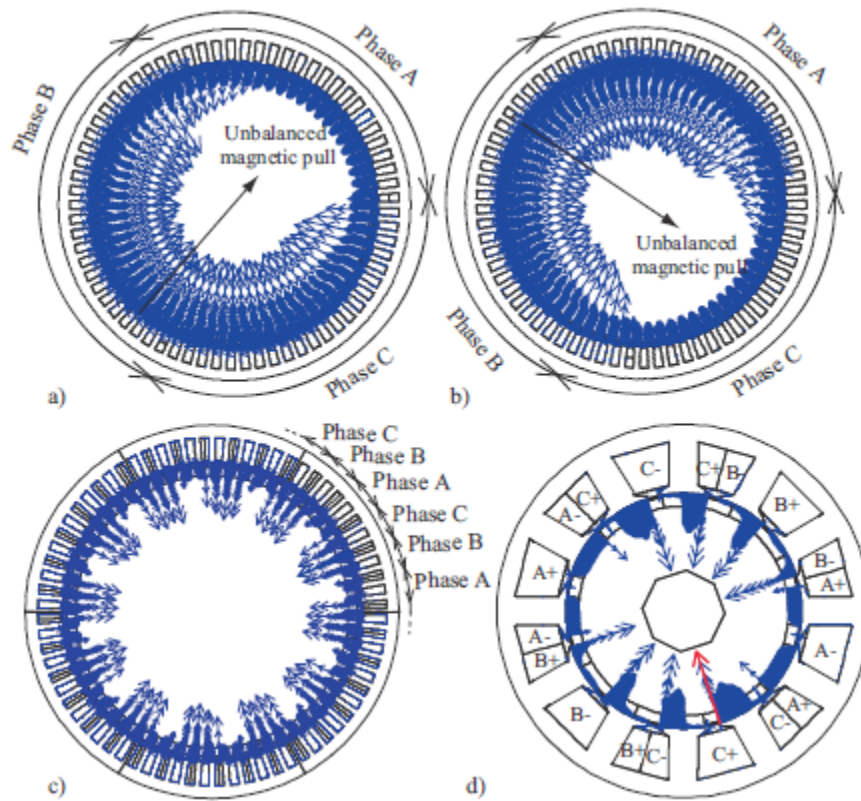 Phase A
Phase B
Unbalanced
magnetic pull
Phase C
a)
Phase A
Unbalanced
magnetic pull
Phase B
Phase C
b)
Phase C
Phase B
Phase A
Phase C
Phase B
Phase A
c)
C-
C+
B-
B+
B-
A+
A-
A+
C-
C+
B+
C-
B-
A-
B+
A+
A-
C+
d)